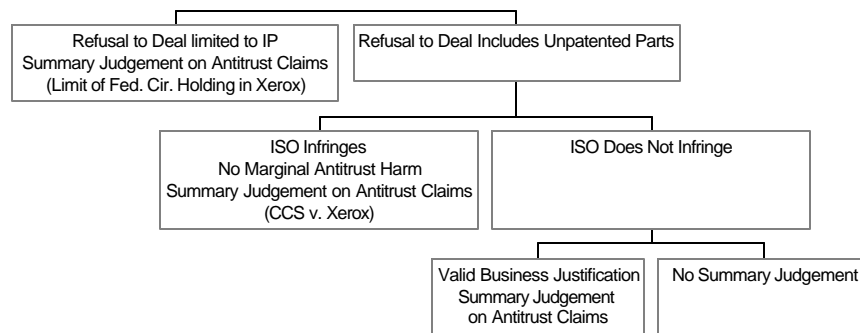 Refusal to Deal limited to IP
Summary Judgement on Antitrust Claims
(Limit of Fed. Cir. Holding in Xerox)
Refusal to Deal Includes Unpatented Parts
ISO Infringes
No Marginal Antitrust Harm
Summary Judgement on Antitrust Claims
(CCS v. Xerox)
ISO Does Not Infringe
Valid Business Justification
Summary Judgement
on Antitrust Claims
No Summary Judgement